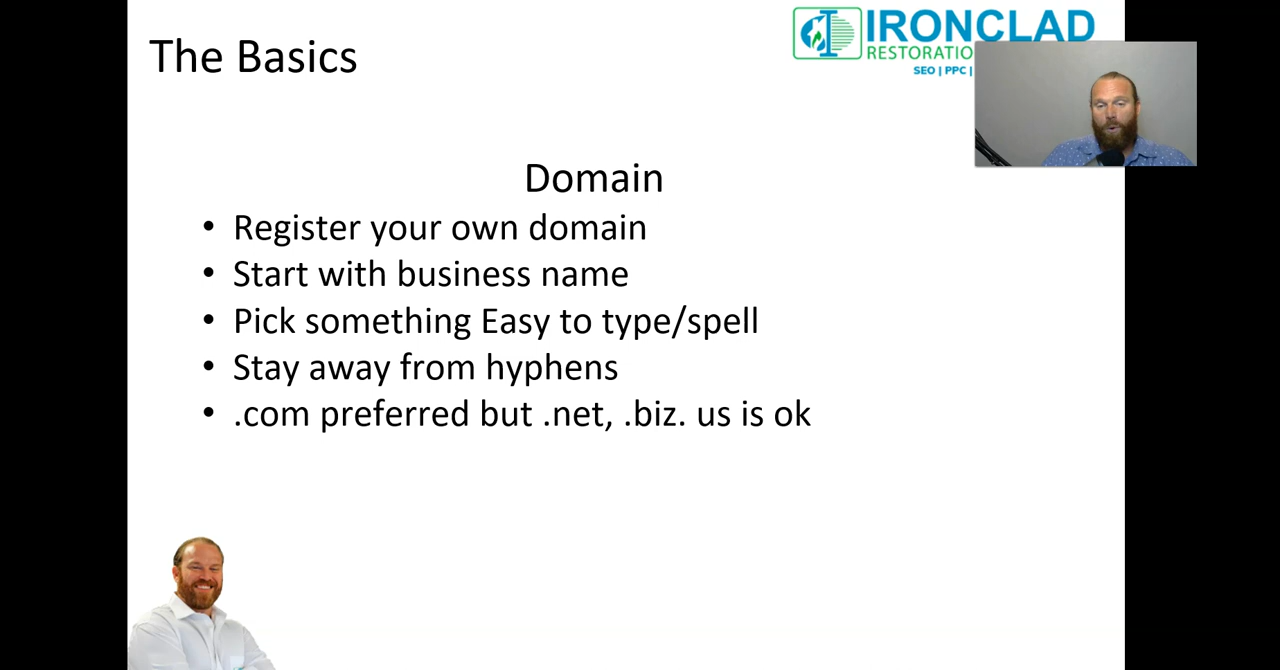 The Basics
IRONCLAD
SEO | PPC |
Domain
• Register your own domain
• Start with business name
• Pick something Easy to type/spell
• Stay away from hyphens
• .com preferred but .net, .biz. us is ok